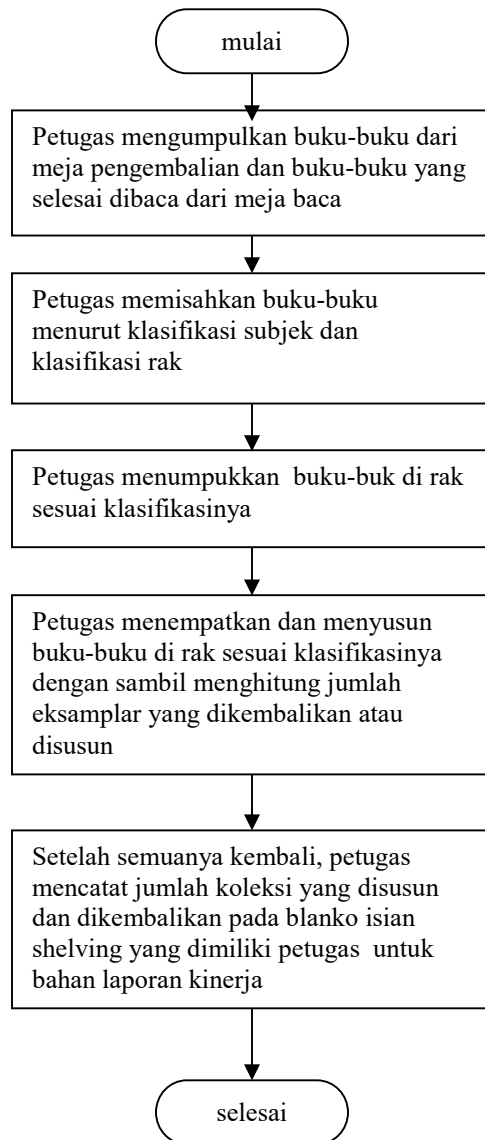 mulai
Petugas mengumpulkan buku-buku dari
meja pengembalian dan buku-buku yang
selesai dibaca dari meja baca
Petugas memisahkan buku-buku
menurut klasifikasi subjek dan
klasifikasi rak
Petugas menumpukkan  buku-buk di rak
sesuai klasifikasinya
Petugas menempatkan dan menyusun
buku-buku di rak sesuai klasifikasinya
dengan sambil menghitung jumlah
eksamplar yang dikembalikan atau
disusun
Setelah semuanya kembali, petugas
mencatat jumlah koleksi yang disusun
dan dikembalikan pada blanko isian
shelving yang dimiliki petugas  untuk
bahan laporan kinerja
selesai